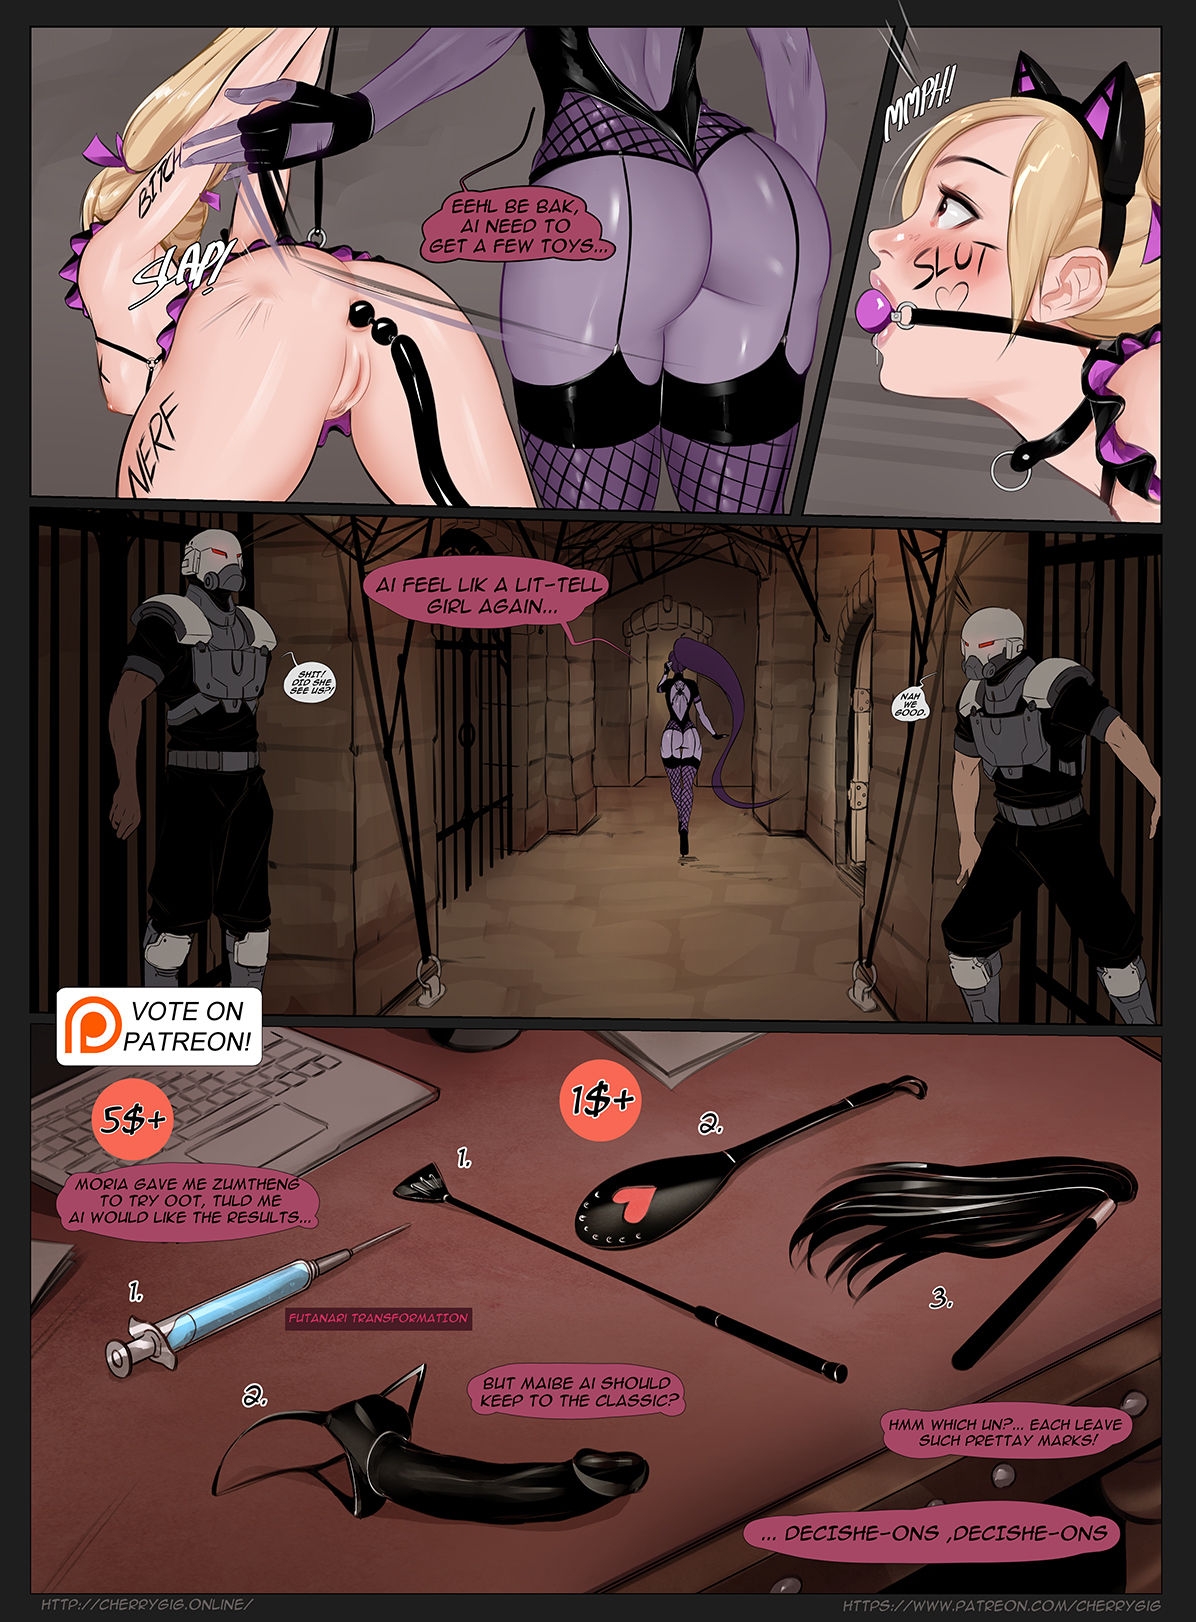 BITCH
SLAP!
NERF
EEHL BE BAK,
AI NEED TO
GET A FEW TOYS...
MMPH!
SLUT
AI FEEL LIK A LIT-TELL
GIRL AGAIN...
SHIT!
DID SHE
SEE US?!
NAH
WE
GOOD.
VOTE ON
PATREON!
5$+
1$+
MORIA GAVE ME ZUMTHENG
TO TRY OOT, TULD ME
AI WOULD LIKE THE RESULTS...
1.
2.
3.
1.
FUTANARI TRANSFORMATION
2.
BUT MAIBE AI SHOULD
KEEP TO THE CLASSIC?
HMM WHICH UN?... EACH LEAVE
SUCH PRETTAY MARKS!
... DECISHE-ONS ,DECISHE-ONS
HTTP://CHERRYGIG.ONLINE/
HTTPS://WWW.PATREON.COM/CHERRYGIG